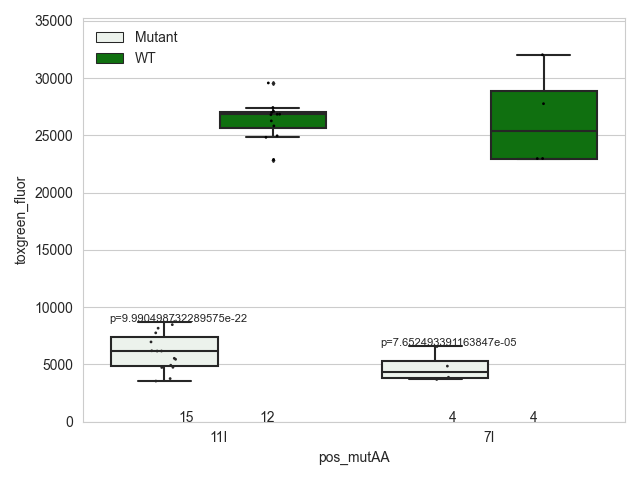 35000
Mutant
WT
30000
25000
20000
15000
10000
5000
0
toxgreen_fluor
p=9.990498732289575e-22
p=7.652493391163847e-05
15 12 4 4
11I 7I
pos_mutAA